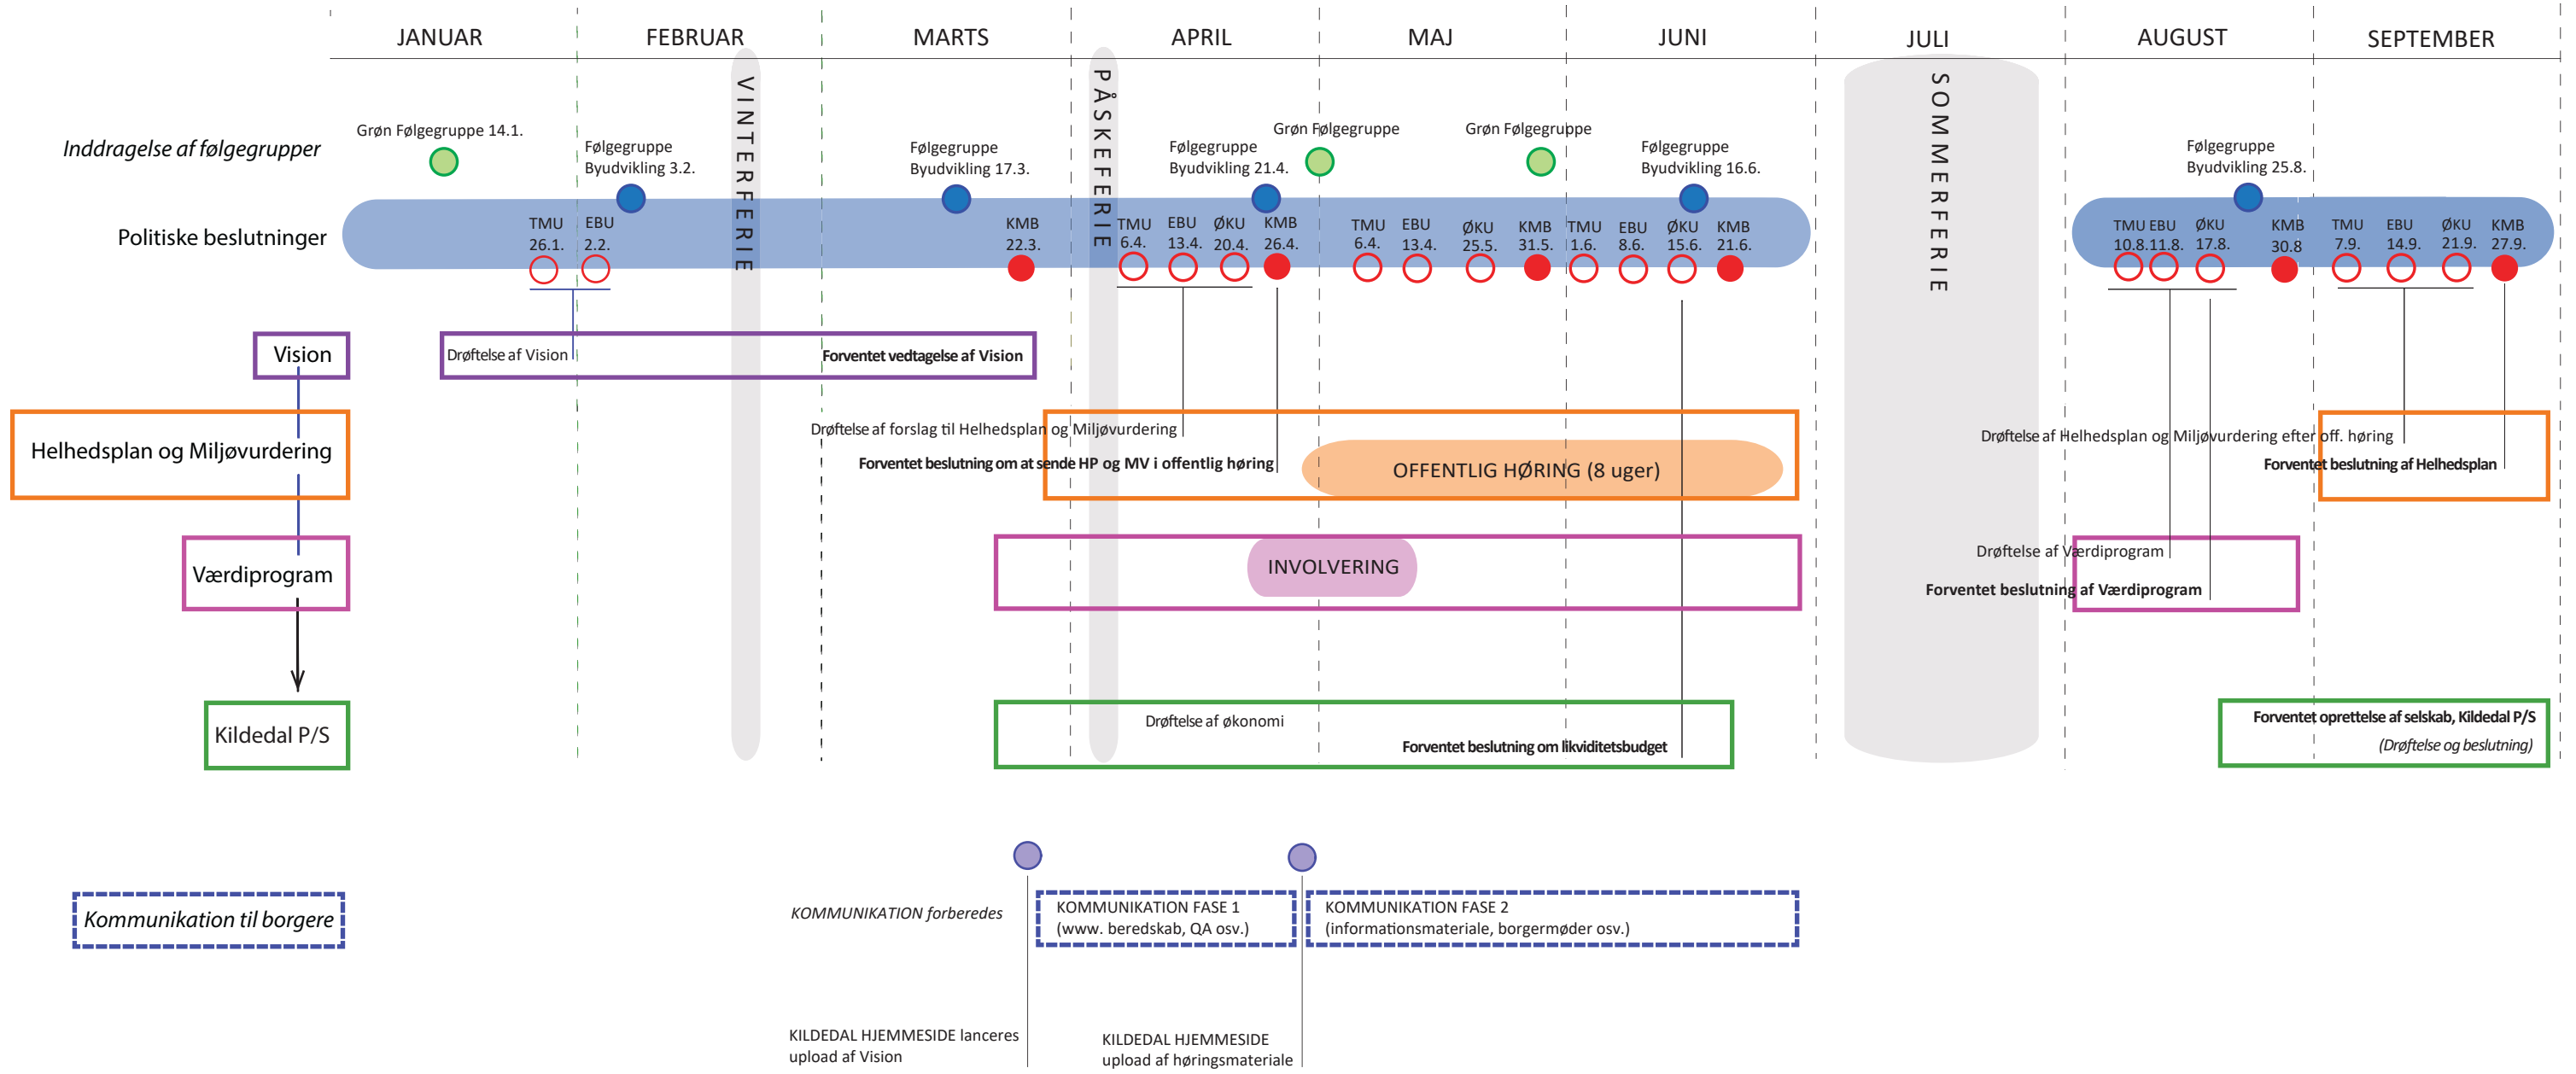 JANUAR
FEBRUAR
MARTS
APRIL
MAJ
JUNI
JULI
AUGUST
SEPTEMBER
VINTERFERIE
PÅSKEFERIE
SOMMERFERIE
Inddragelse af følgegrupper
Grøn Følgegruppe 14.1.
Følgegruppe
Byudvikling 3.2.
Følgegruppe
Byudvikling 17.3.
Følgegruppe
Byudvikling 21.4.
Grøn Følgegruppe
Grøn Følgegruppe
Følgegruppe
Byudvikling 16.6.
Følgegruppe
Byudvikling 25.8.
Politiske beslutninger
TMU
26.1.
EBU
2.2.
KMB
22.3.
TMU
6.4.
EBU
13.4.
ØKU
20.4.
KMB
26.4.
TMU
6.4.
EBU
13.4.
ØKU
25.5.
KMB
31.5.
TMU
1.6.
EBU
8.6.
ØKU
15.6.
KMB
21.6.
TMU
10.8.
EBU
11.8.
ØKU
17.8.
KMB
30.8
TMU
7.9.
EBU
14.9.
ØKU
21.9.
KMB
27.9.
Vision
Drøftelse af Vision
Forventet vedtagelse af Vision
Helhedsplan og Miljøvurdering
Drøftelse af forslag til Helhedsplan og Miljøvurdering
Forventet beslutning om at sende HP og MV i offentlig høring
OFFENTLIG HØRING (8 uger)
Drøftelse af Helhedsplan og Miljøvurdering efter off. høring
Forventet beslutning af Helhedsplan
Værdiprogram
INVOLVERING
Drøftelse af Værdiprogram
Forventet beslutning af Værdiprogram
Kildedal P/S
Drøftelse af økonomi
Forventet beslutning om likviditetsbudget
Forventet oprettelse af selskab, Kildedal P/S
(Drøftelse og beslutning)
Kommunikation til borgere
KOMMUNIKATION forberedes
KOMMUNIKATION FASE 1
(www. beredskab, QA osv.)
KOMMUNIKATION FASE 2
(informationsmateriale, borgermøder osv.)
KILDEDAL HJEMMESIDE lanceres
upload af Vision
KILDEDAL HJEMMESIDE
upload af høringsmateriale